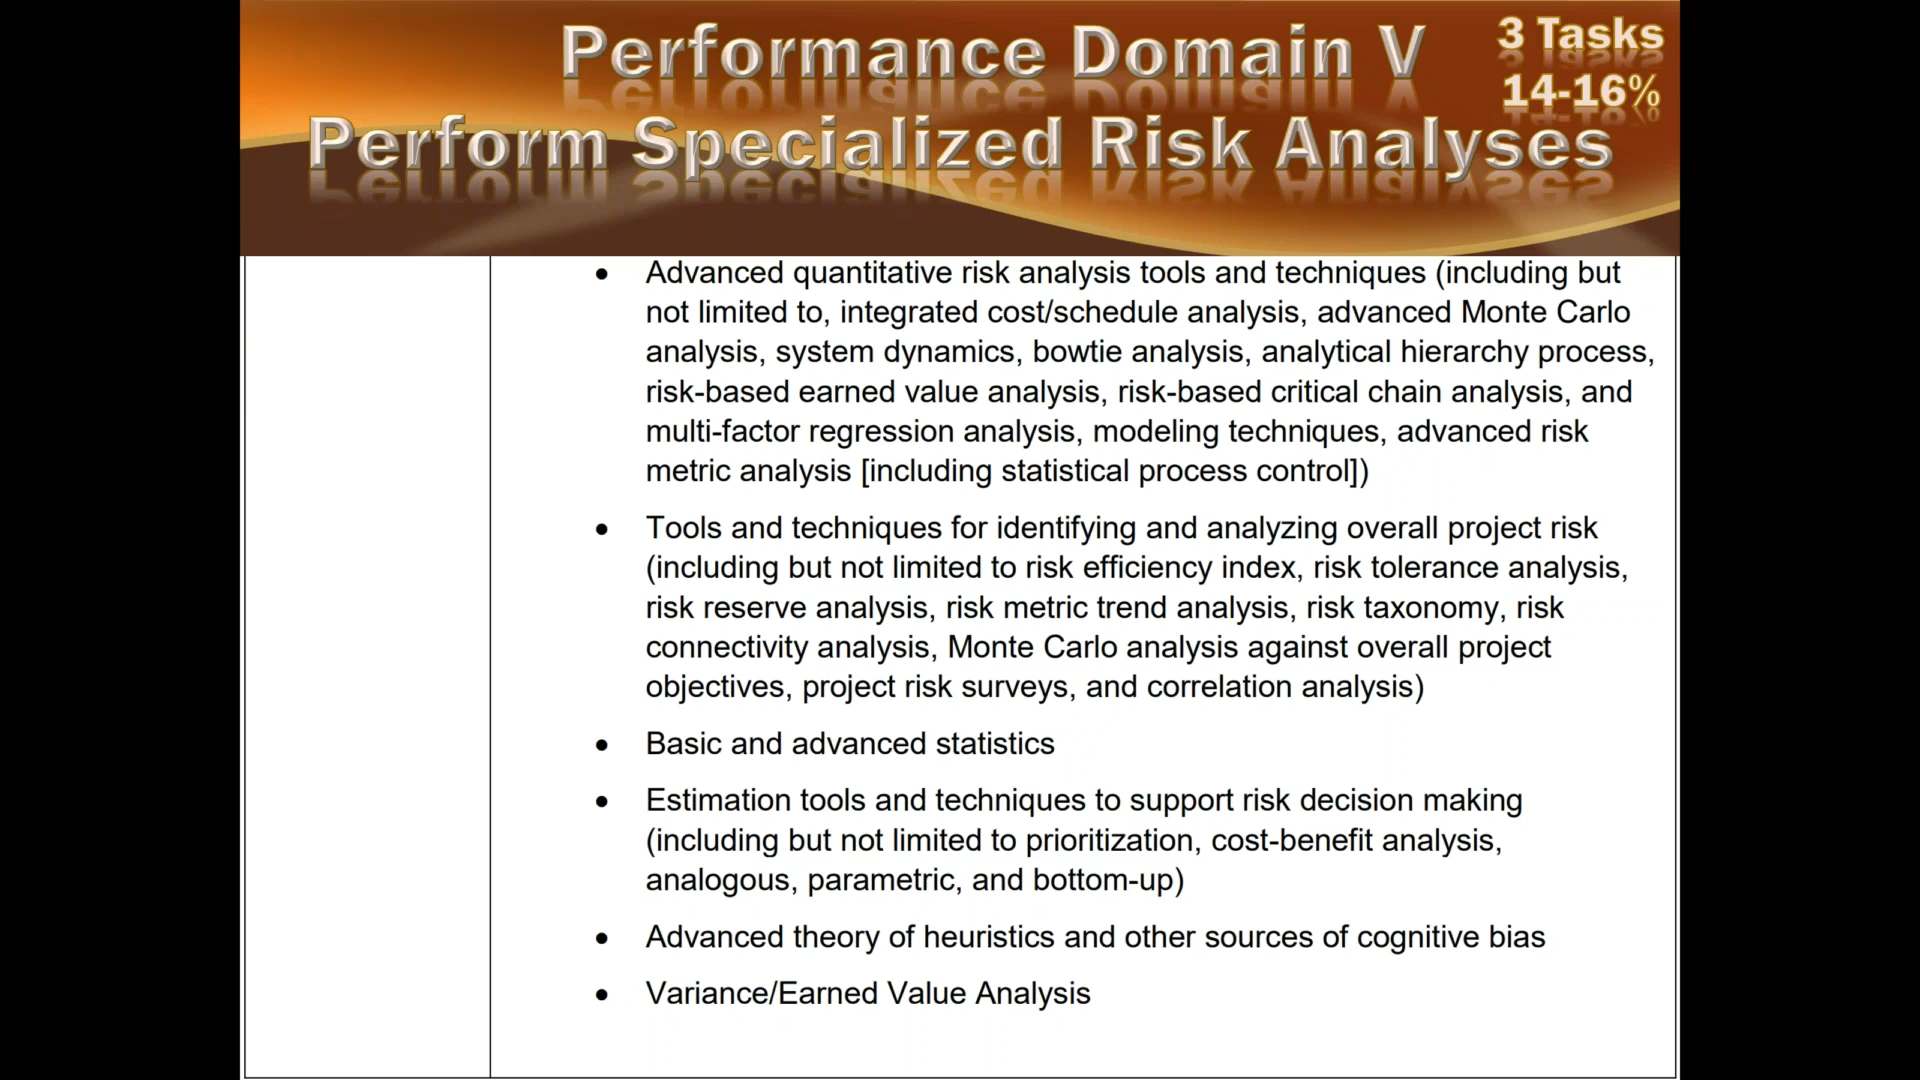 Performance Domain V
3 Tasks
14-16%
Perform Specialized Risk Analyses
• Advanced quantitative risk analysis tools and techniques (including but
not limited to, integrated cost/schedule analysis, advanced Monte Carlo
analysis, system dynamics, bowtie analysis, analytical hierarchy process,
risk-based earned value analysis, risk-based critical chain analysis, and
multi-factor regression analysis, modeling techniques, advanced risk
metric analysis [including statistical process control])
• Tools and techniques for identifying and analyzing overall project risk
(including but not limited to risk efficiency index, risk tolerance analysis,
risk reserve analysis, risk metric trend analysis, risk taxonomy, risk
connectivity analysis, Monte Carlo analysis against overall project
objectives, project risk surveys, and correlation analysis)
• Basic and advanced statistics
• Estimation tools and techniques to support risk decision making
(including but not limited to prioritization, cost-benefit analysis,
analogous, parametric, and bottom-up)
• Advanced theory of heuristics and other sources of cognitive bias
• Variance/Earned Value Analysis